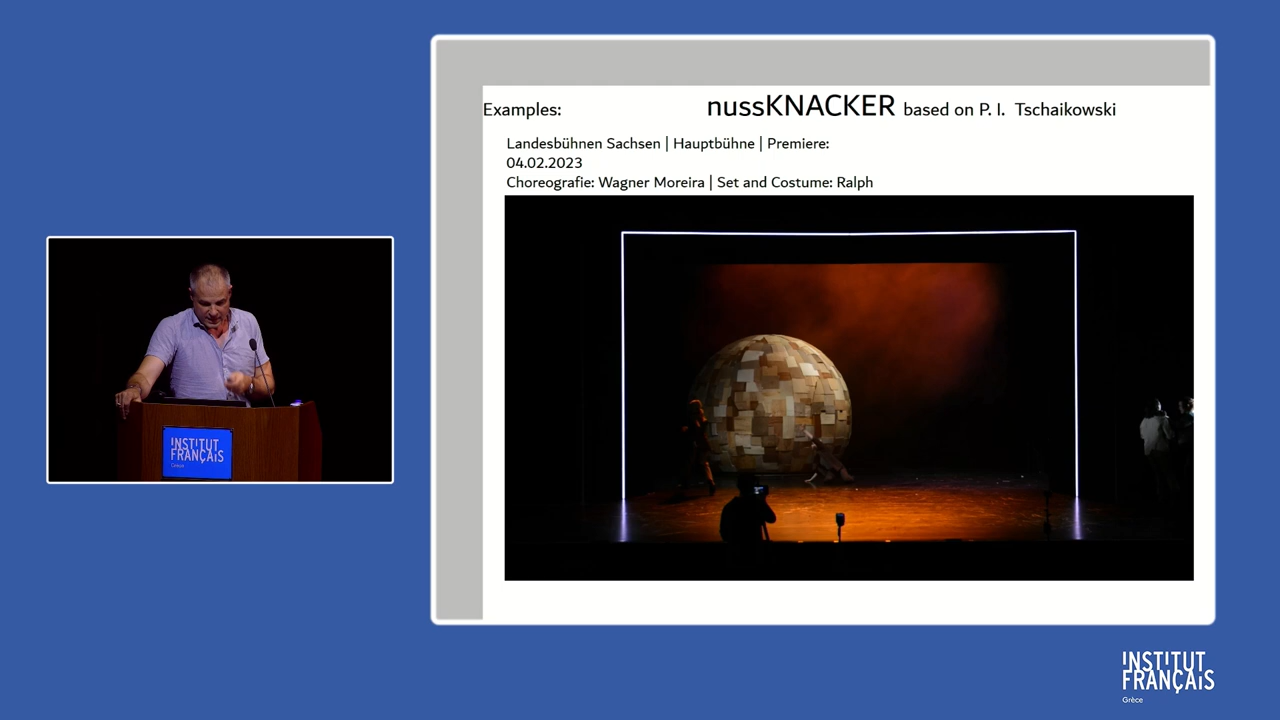 Examples: nussKNACKER based on P. I. Tschaikowski
Landesbühnen Sachsen | Hauptbühne | Premiere:
04.02.2023
Choreografie: Wagner Moreira | Set and Costume: Ralph
INSTITUT
FRANÇAIS
Grèce
INSTITUT
FRANÇAIS
Grèce